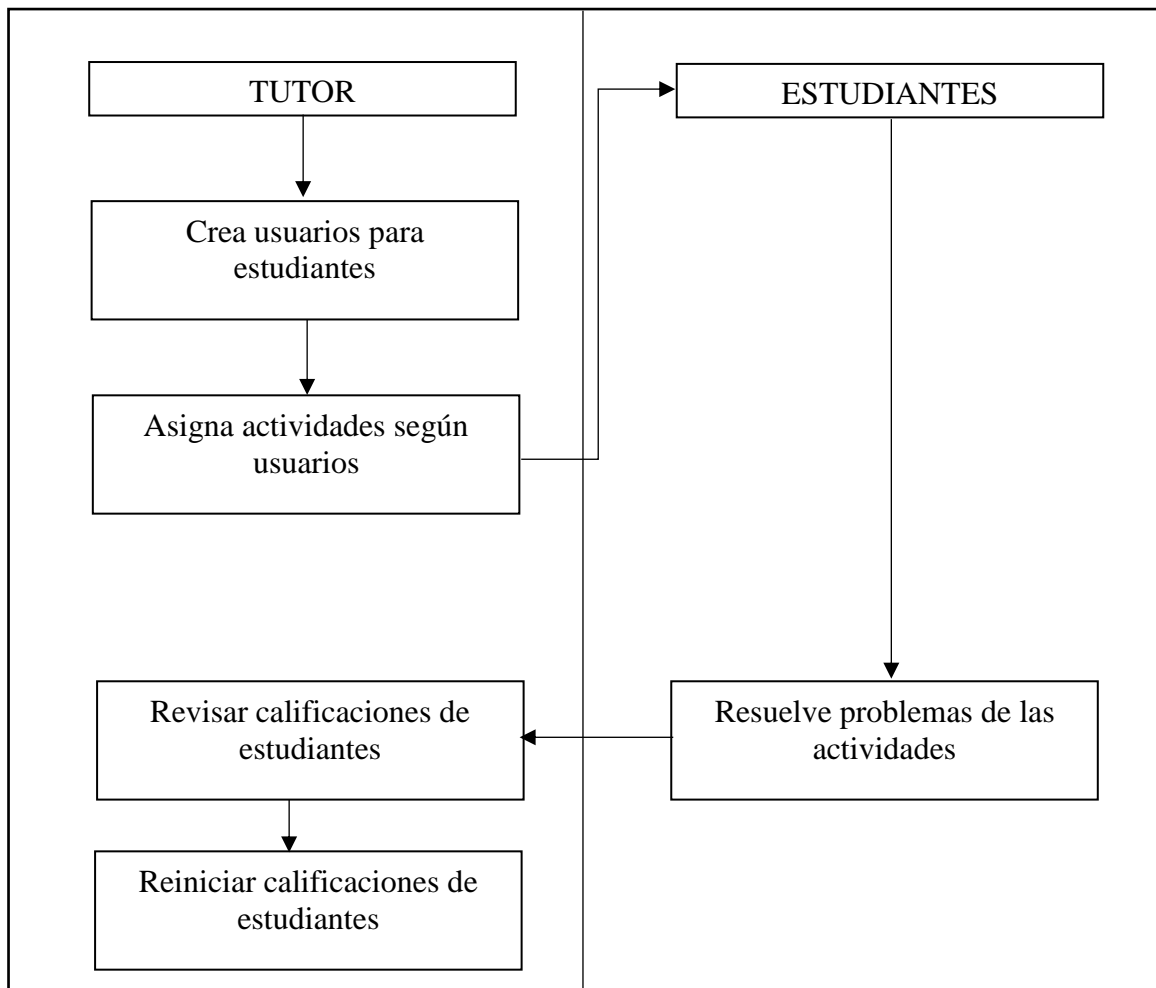 TUTOR
Crea usuarios para
estudiantes
Asigna actividades según
usuarios
ESTUDIANTES
Resuelve problemas de las
actividades
Revisar calificaciones de
estudiantes
Reiniciar calificaciones de
estudiantes